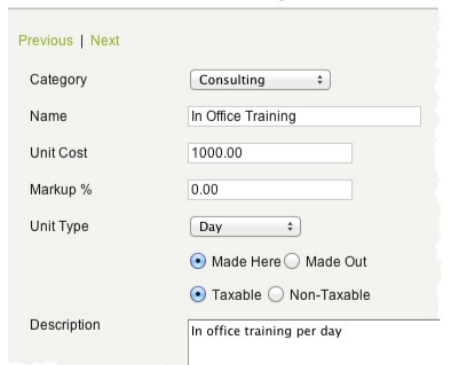 Previous | Next
Category Consulting
Name In Office Training
Unit Cost 1000.00
Markup % 0.00
Unit Type Day
Made Here Made Out
Taxable Non-Taxable
Description In office training per day